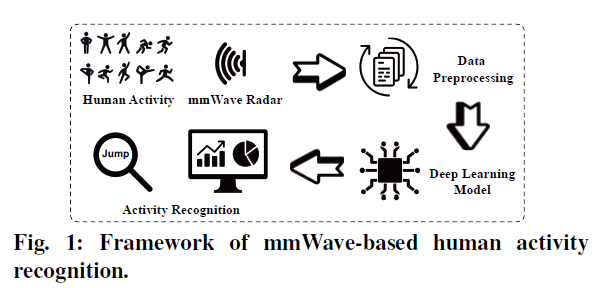 Human Activity
mmWave Radar
Data
Preprocessing
Deep Learning
Model
Jump
Activity Recognition
Fig. 1: Framework of mmWave-based human activity
recognition.